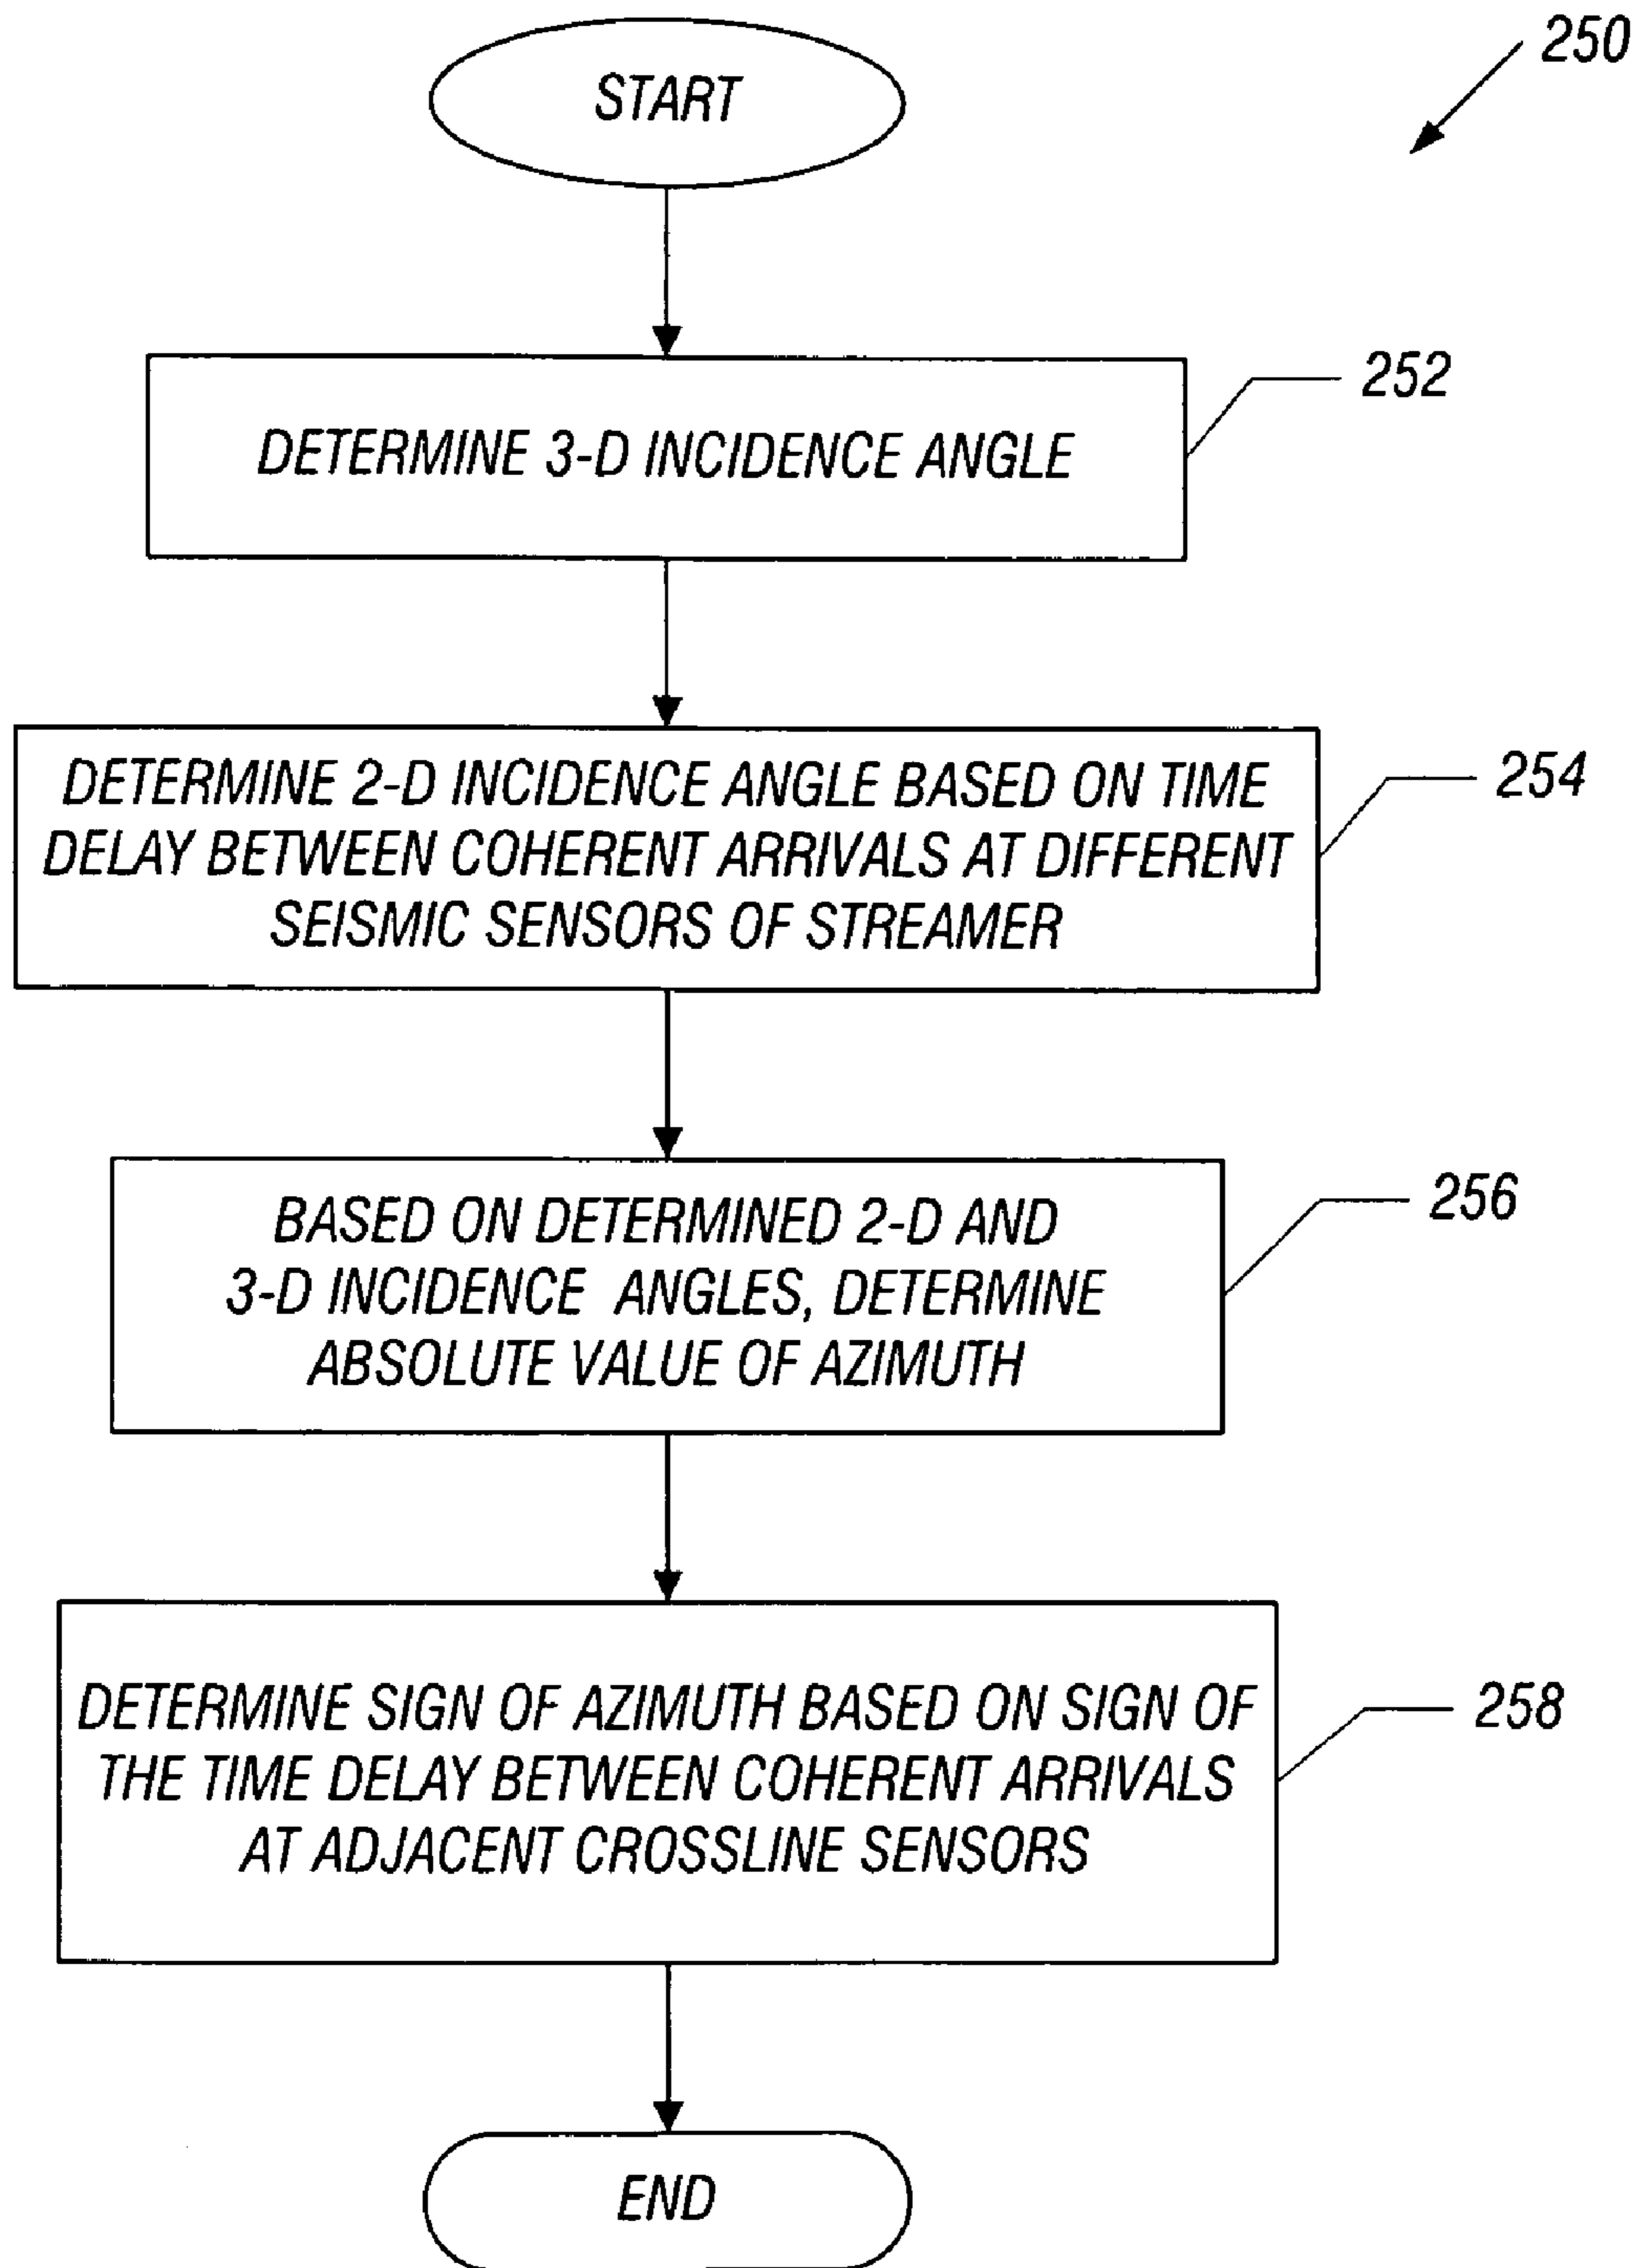 250
START
252
DETERMINE 3-D INCIDENCE ANGLE
254
DETERMINE 2-D INCIDENCE ANGLE BASED ON TIME
DELAY BETWEEN COHERENT ARRIVALS AT DIFFERENT
SEISMIC SENSORS OF STREAMER
256
BASED ON DETERMINED 2-D AND
3-D INCIDENCE ANGLES, DETERMINE
ABSOLUTE VALUE OF AZIMUTH
258
DETERMINE SIGN OF AZIMUTH BASED ON SIGN OF
THE TIME DELAY BETWEEN COHERENT ARRIVALS
AT ADJACENT CROSSLINE SENSORS
END